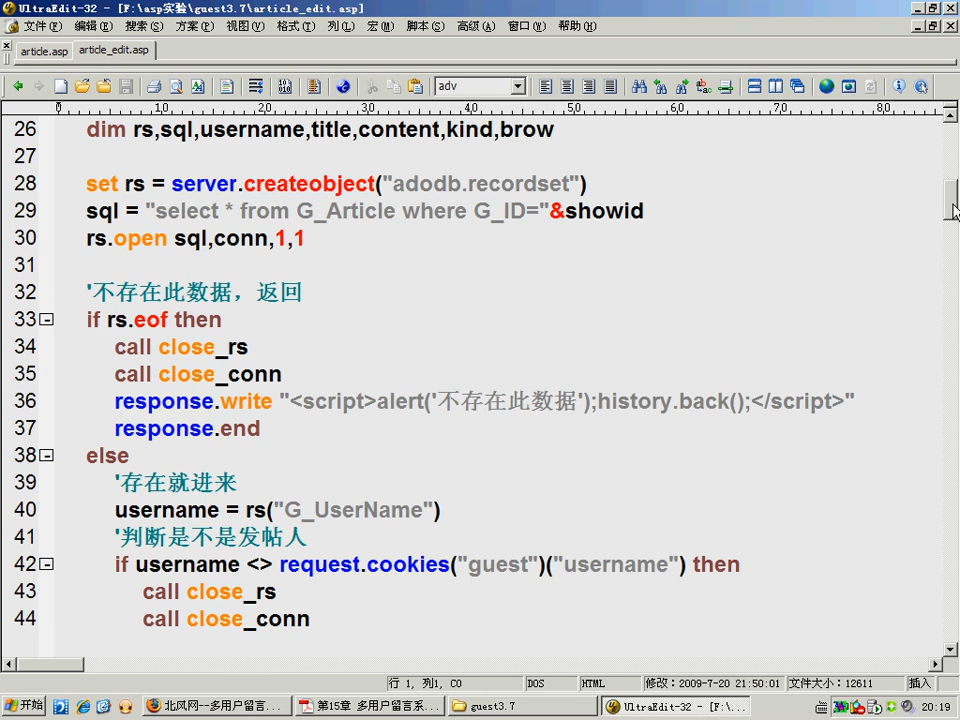 UltraEdit-32 - [F:\asp实验\guest3.7\article_edit.asp]
文件(F) 编辑(E) 搜索(S) 方案(P) 视图(V) 格式(T) 列(L) 宏(M) 脚本(S) 高级(A) 窗口(W) 帮助(H)
article.asp article_edit.asp
adv
0 10 20 30 40 50 60 70 80
26 dim rs,sql,username,title,content,kind,brow
27
28 set rs = server.createobject("adodb.recordset")
29 sql = "select * from G_Article where G_ID="&showid
30 rs.open sql,conn,1,1
31
32 '不存在此数据，返回
33 if rs.eof then
34 call close_rs
35 call close_conn
36 response.write "<script>alert('不存在此数据');history.back();</script>"
37 response.end
38 else
39 '存在就进来
40 username = rs("G_UserName")
41 '判断是不是发帖人
42 if username <> request.cookies("guest")("username") then
43 call close_rs
44 call close_conn
行 1, 列1, C0 DOS HTML 修改: 2009-7-20 21:50:01 文件大小: 12611 插入
开始 北风网--多用户留言... 第15章 多用户留言系... guest3.7 UltraEdit-32 - [F:\... 20:19